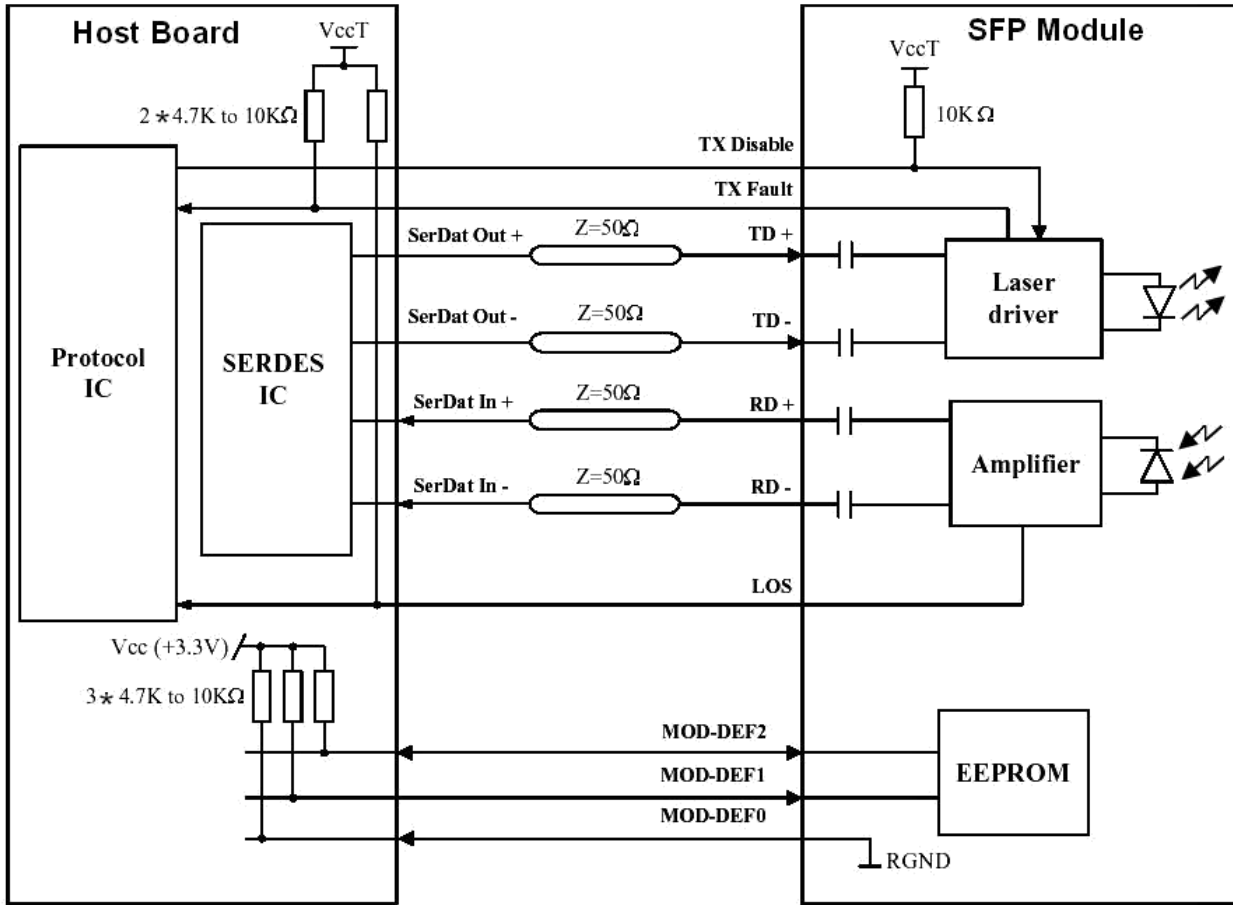 Host Board
VccT
2 * 4.7K to 10KΩ
SFP Module
VccT
10K Ω
TX Disable
TX Fault
SerDat Out +
Z=50Ω
TD +
SerDat Out -
Z=50Ω
TD -
Laser
driver
Protocol
IC
SERDES
IC
SerDat In +
Z=50Ω
RD +
SerDat In -
Z=50Ω
RD -
Amplifier
LOS
Vcc (+3.3V)
3 * 4.7K to 10KΩ
MOD-DEF2
MOD-DEF1
MOD-DEF0
EEPROM
RGND